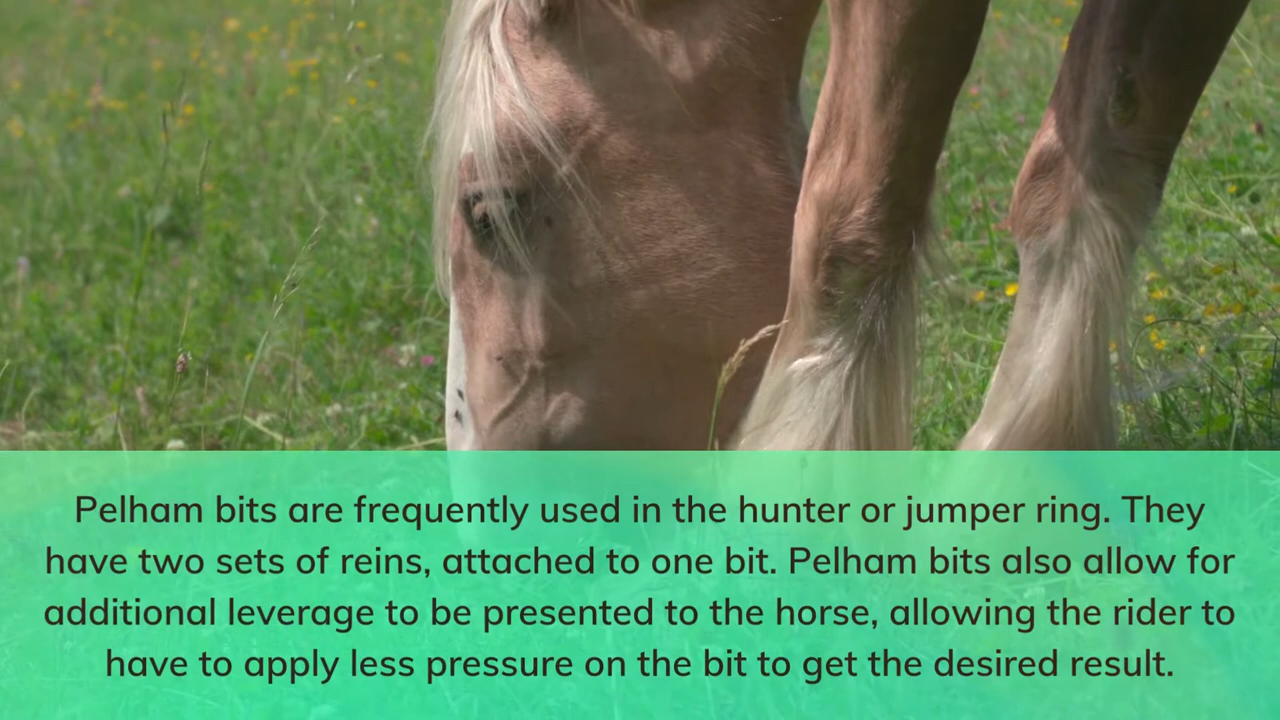 Pelham bits are frequently used in the hunter or jumper ring. They
have two sets of reins, attached to one bit. Pelham bits also allow for
additional leverage to be presented to the horse, allowing the rider to
have to apply less pressure on the bit to get the desired result.